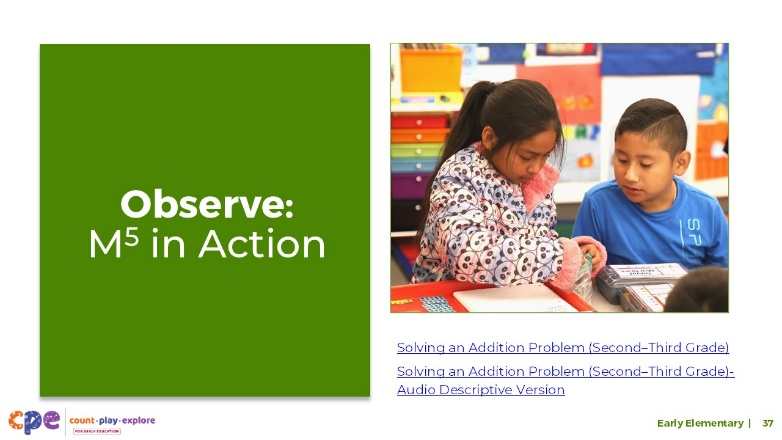 Observe:
M⁵ in Action
Solving an Addition Problem (Second–Third Grade)
Solving an Addition Problem (Second–Third Grade)-
Audio Descriptive Version
cpe
count·play·explore
FOR EARLY EDUCATION
Early Elementary | 37